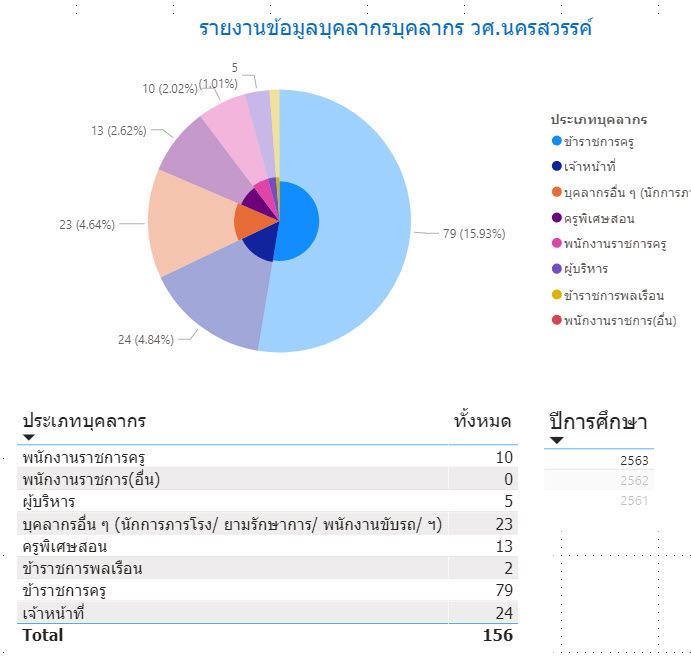 รายงานข้อมูลบุคลากรบุคลากร วศ.นครสวรรค์
5
(1.01%)
10 (2.02%)
13 (2.62%)
23 (4.64%)
24 (4.84%)
79 (15.93%)
ประเภทบุคลากร
ข้าราชการครู
เจ้าหน้าที่
บุคลากรอื่น ๆ (นักการภา
ครูพิเศษสอน
พนักงานราชการครู
ผู้บริหาร
ข้าราชการพลเรือน
พนักงานราชการ(อื่น)
ประเภทบุคลากร ทั้งหมด
พนักงานราชการครู 10
พนักงานราชการ(อื่น) 0
ผู้บริหาร 5
บุคลากรอื่น ๆ (นักการภารโรง/ ยามรักษาการ/ พนักงานขับรถ/ ฯ) 23
ครูพิเศษสอน 13
ข้าราชการพลเรือน 2
ข้าราชการครู 79
เจ้าหน้าที่ 24
Total 156
ปีการศึกษา
2563
2562
2561